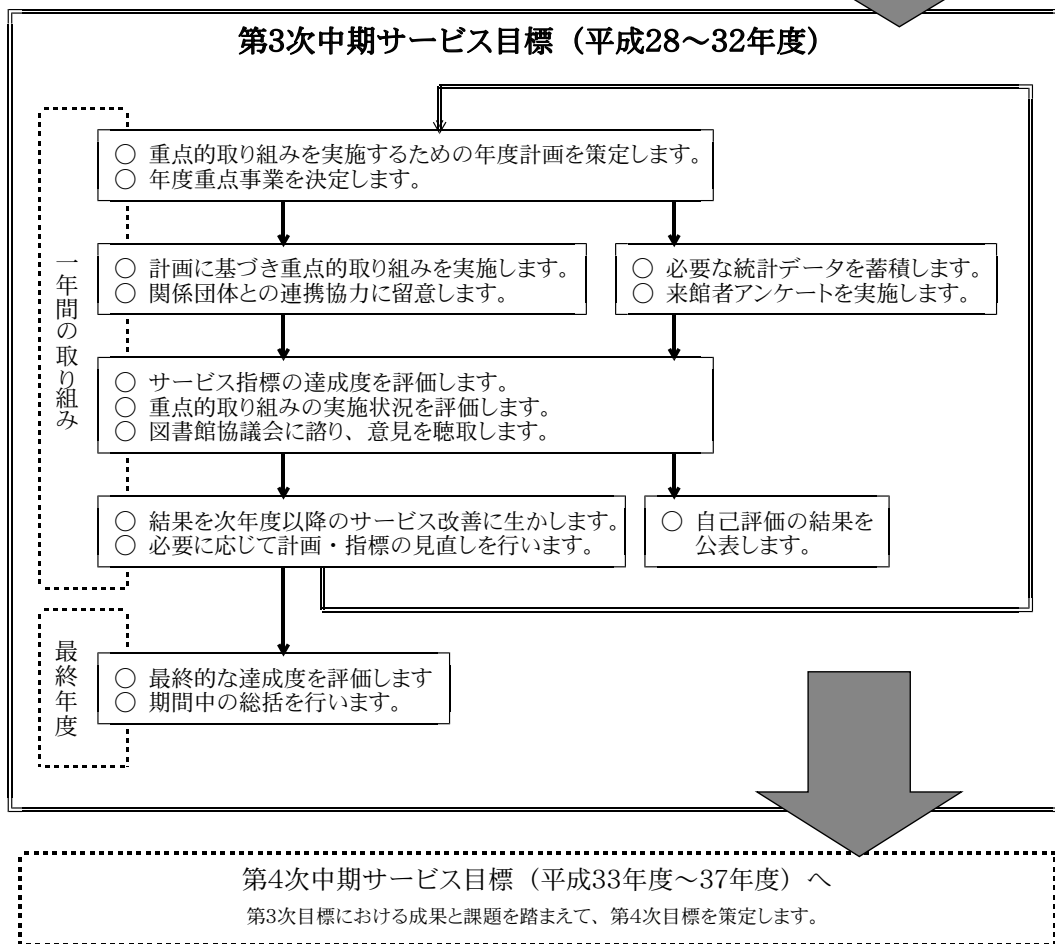 第3次中期サービス目標（平成28～32年度）
一年間の取り組み
○ 重点的取り組みを実施するための年度計画を策定します。
○ 年度重点事業を決定します。
○ 計画に基づき重点的取り組みを実施します。
○ 関係団体との連携協力に留意します。
○ 必要な統計データを蓄積します。
○ 来館者アンケートを実施します。
○ サービス指標の達成度を評価します。
○ 重点的取り組みの実施状況を評価します。
○ 図書館協議会に諮り、意見を聴取します。
○ 結果を次年度以降のサービス改善に生かします。
○ 必要に応じて計画・指標の見直しを行います。
○ 自己評価の結果を
公表します。
最終年度
○ 最終的な達成度を評価します
○ 期間中の総括を行います。
第4次中期サービス目標（平成33年度～37年度）へ
第3次目標における成果と課題を踏まえて、第4次目標を策定します。